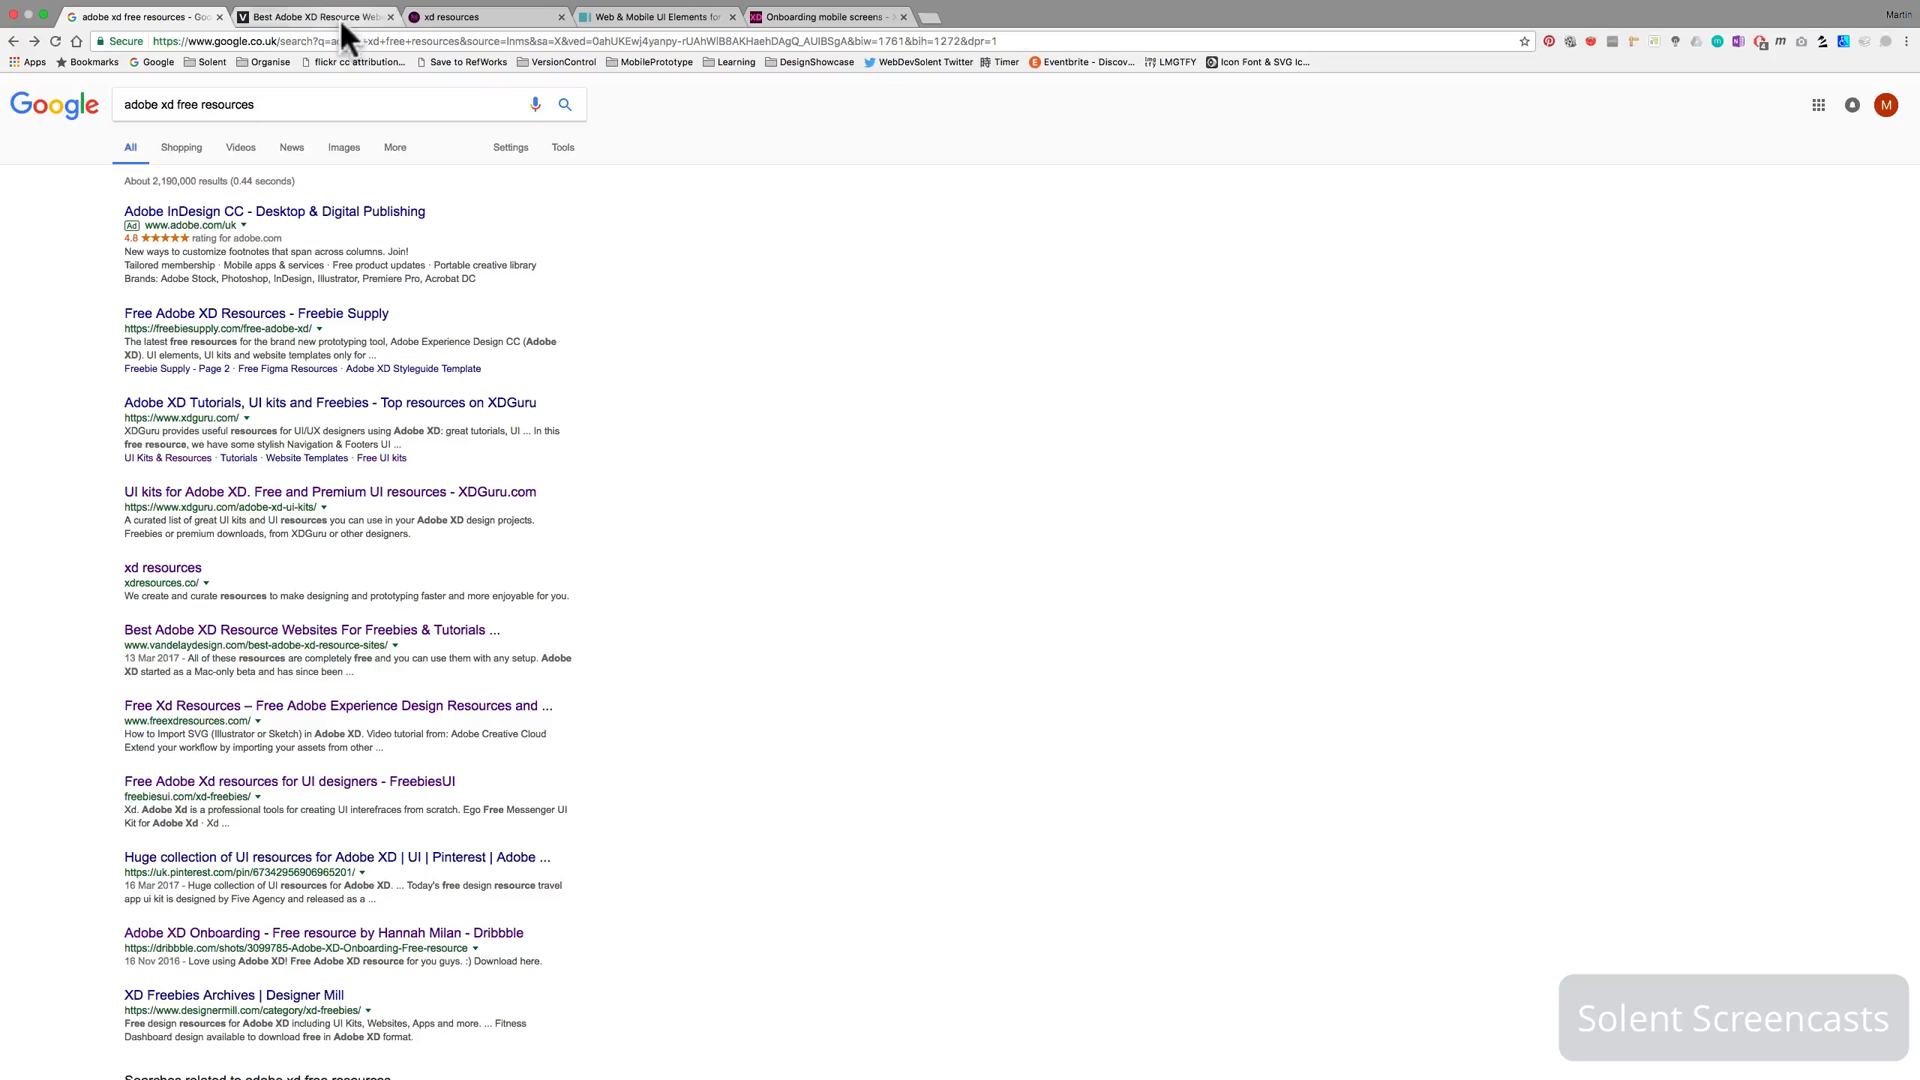 adobe xd free resources - Goo
Best Adobe XD Resource Web
xd resources
Web & Mobile UI Elements for
Onboarding mobile screens -
Martin
Secure
https://www.google.co.uk/search?q=a xd+free+resources&source=lnms&sa=X&ved=0ahUKEwj4yanpy-rUAhWlB8AKHaehDAgQ_AUIBSgA&biw=1761&bih=1272&dpr=1
Apps
Bookmarks
Google
Solent
Organise
flickr cc attribution...
Save to RefWorks
VersionControl
MobilePrototype
Learning
DesignShowcase
WebDevSolent Twitter
Timer
Eventbrite - Discov...
LMGTFY
Icon Font & SVG Ic...
Google
adobe xd free resources
M
All
Shopping
Videos
News
Images
More
Settings
Tools
About 2,190,000 results (0.44 seconds)
Adobe InDesign CC - Desktop & Digital Publishing
Ad www.adobe.com/uk
4.8 ★★★★★ rating for adobe.com
New ways to customize footnotes that span across columns. Join!
Tailored membership · Mobile apps & services · Free product updates · Portable creative library
Brands: Adobe Stock, Photoshop, InDesign, Illustrator, Premiere Pro, Acrobat DC
Free Adobe XD Resources - Freebie Supply
https://freebiesupply.com/free-adobe-xd/
The latest free resources for the brand new prototyping tool, Adobe Experience Design CC (Adobe
XD). UI elements, UI kits and website templates only for ...
Freebie Supply - Page 2 · Free Figma Resources · Adobe XD Styleguide Template
Adobe XD Tutorials, UI kits and Freebies - Top resources on XDGuru
https://www.xdguru.com/
XDGuru provides useful resources for UI/UX designers using Adobe XD: great tutorials, UI ... In this
free resource, we have some stylish Navigation & Footers UI ...
UI Kits & Resources · Tutorials · Website Templates · Free UI kits
UI kits for Adobe XD. Free and Premium UI resources - XDGuru.com
https://www.xdguru.com/adobe-xd-ui-kits/
A curated list of great UI kits and UI resources you can use in your Adobe XD design projects.
Freebies or premium downloads, from XDGuru or other designers.
xd resources
xdresources.co/
We create and curate resources to make designing and prototyping faster and more enjoyable for you.
Best Adobe XD Resource Websites For Freebies & Tutorials ...
www.vandelaydesign.com/best-adobe-xd-resource-sites/
13 Mar 2017 - All of these resources are completely free and you can use them with any setup. Adobe
XD started as a Mac-only beta and has since been ...
Free Xd Resources – Free Adobe Experience Design Resources and ...
www.freexdresources.com/
How to Import SVG (Illustrator or Sketch) in Adobe XD. Video tutorial from: Adobe Creative Cloud
Extend your workflow by importing your assets from other ...
Free Adobe Xd resources for UI designers - FreebiesUI
freebiesui.com/xd-freebies/
Xd. Adobe Xd is a professional tools for creating UI interefraces from scratch. Ego Free Messenger UI
Kit for Adobe Xd · Xd ...
Huge collection of UI resources for Adobe XD | UI | Pinterest | Adobe ...
https://uk.pinterest.com/pin/67342956906965201/
16 Mar 2017 - Huge collection of UI resources for Adobe XD. ... Today's free design resource travel
app ui kit is designed by Five Agency and released as a ...
Adobe XD Onboarding - Free resource by Hannah Milan - Dribbble
https://dribbble.com/shots/3099785-Adobe-XD-Onboarding-Free-resource
16 Nov 2016 - Love using Adobe XD! Free Adobe XD resource for you guys. :) Download here.
XD Freebies Archives | Designer Mill
https://www.designermill.com/category/xd-freebies/
Free design resources for Adobe XD including UI Kits, Websites, Apps and more. ... Fitness
Dashboard design available to download free in Adobe XD format.
Searches related to adobe xd free resources
Solent Screencasts